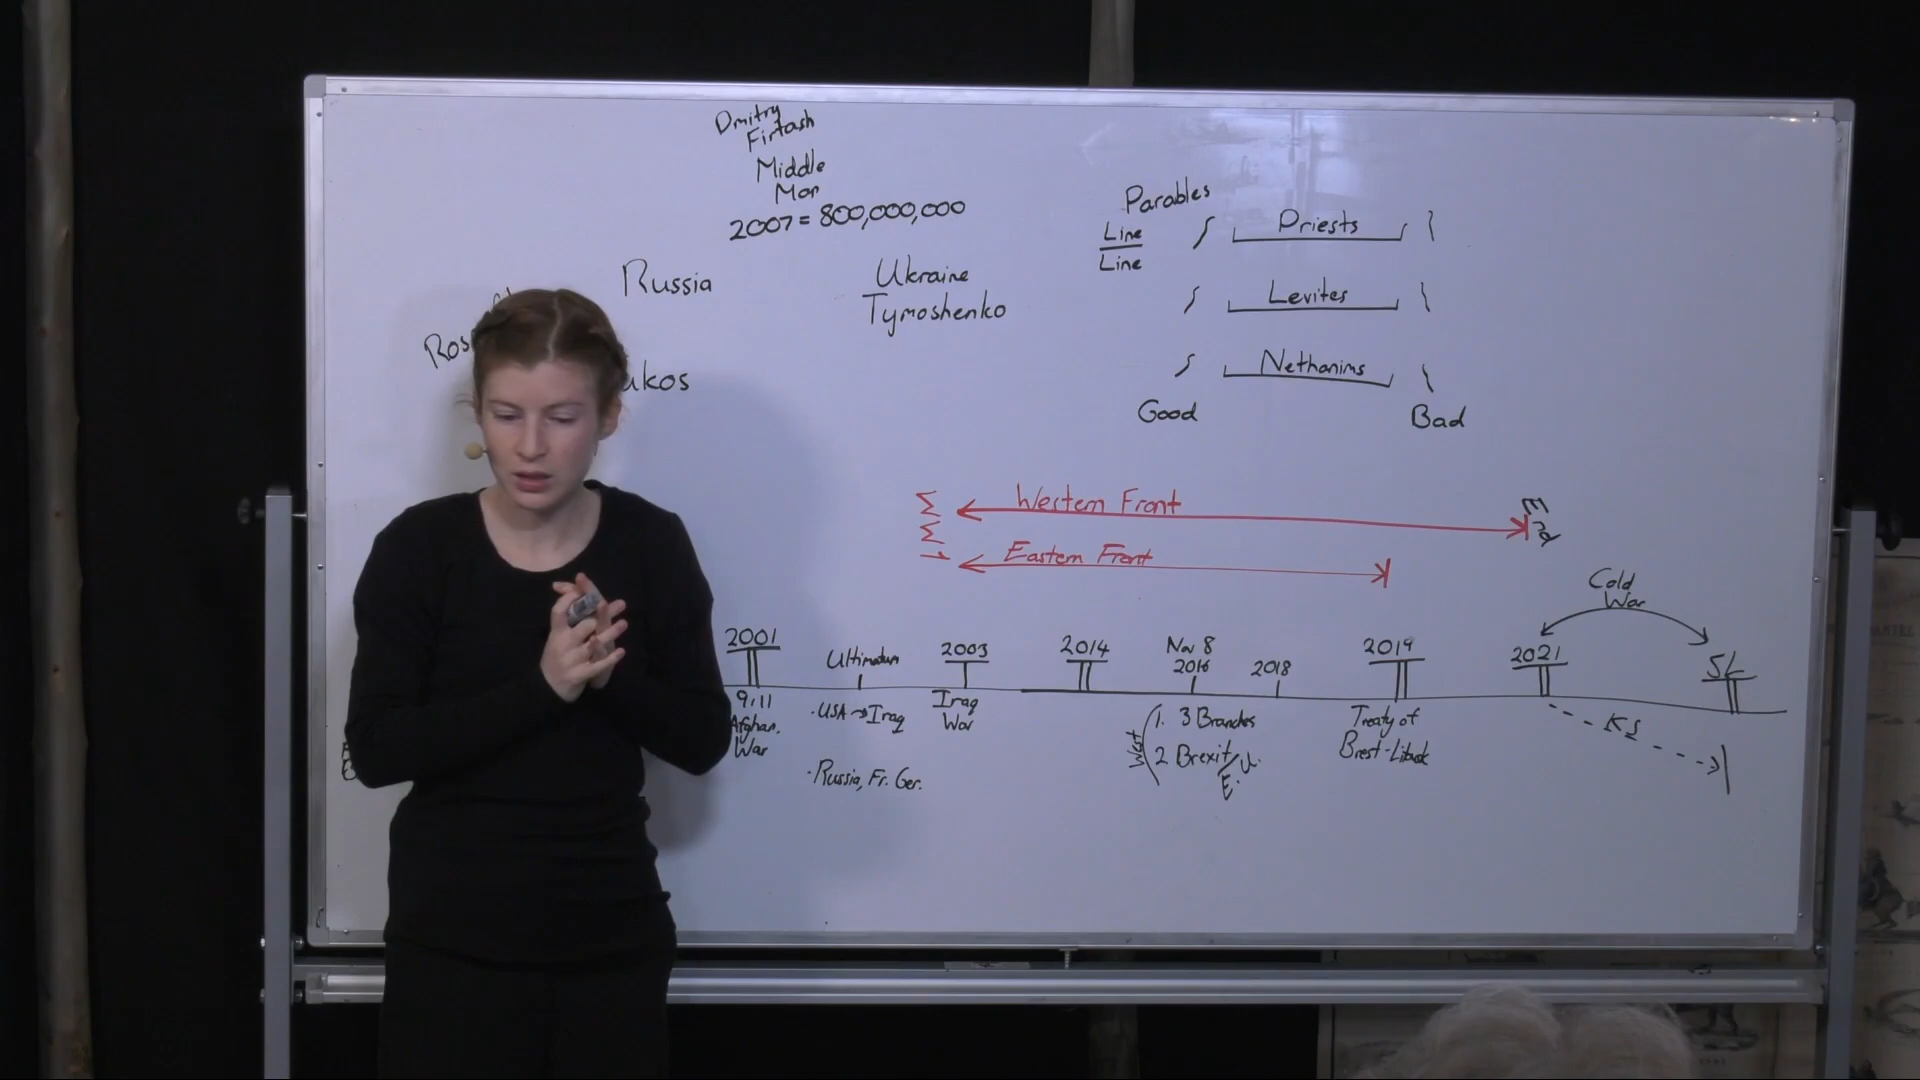 Dmitry
Firtash
Middle
Man
2007 = 800,000,000
Russia
Ukraine
Tymoshenko
Ros
ukos
Parables
Line
Line
Priests
Levites
Nethanims
Good
Bad
Western Front
End
Eastern Front
Cold
War
2001
Ultimatum
2003
2014
Nov 8
2016
2018
2019
2021
SL
9,11
Afghan.
War
·USA → Iraq
·Russia, Fr. Ger.
Iraq
War
West
1. 3 Branches
2 Brexit/U.
E.
Treaty of
Brest-Litovsk
KS